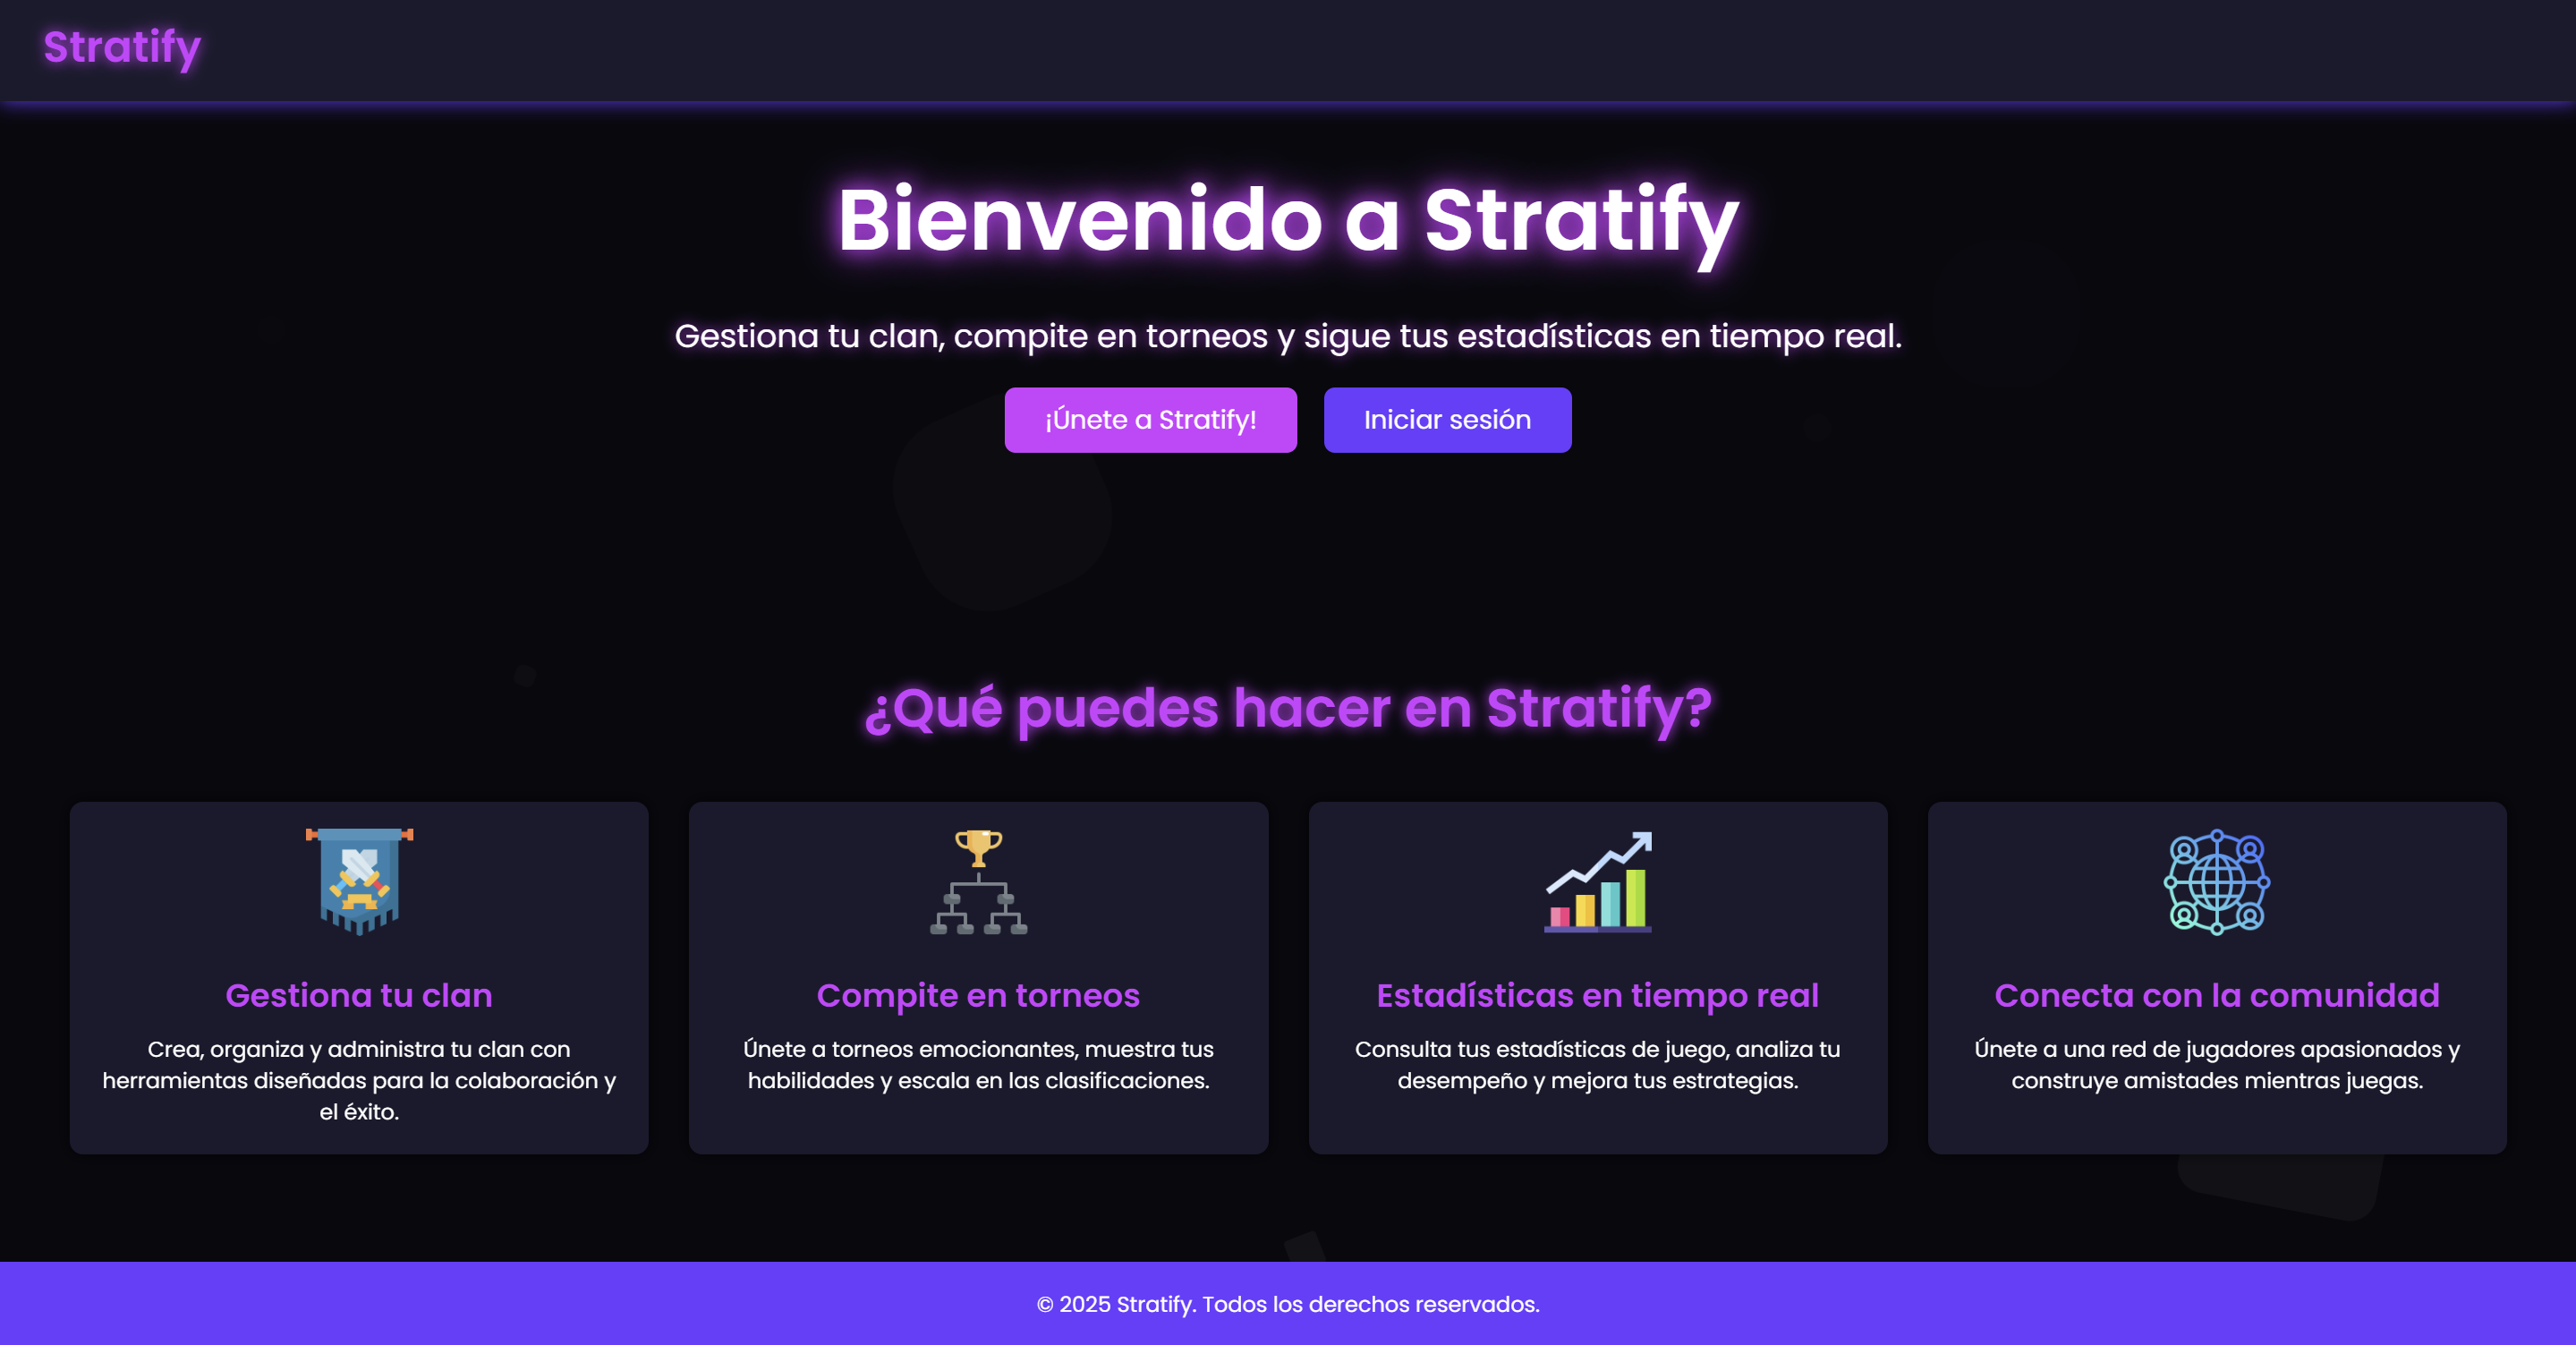 Stratify
Bienvenido a Stratify
Gestiona tu clan, compite en torneos y sigue tus estadísticas en tiempo real.
¡Únete a Stratify!
Iniciar sesión
¿Qué puedes hacer en Stratify?
Gestiona tu clan
Crea, organiza y administra tu clan con
herramientas diseñadas para la colaboración y
el éxito.
Compite en torneos
Únete a torneos emocionantes, muestra tus
habilidades y escala en las clasificaciones.
Estadísticas en tiempo real
Consulta tus estadísticas de juego, analiza tu
desempeño y mejora tus estrategias.
Conecta con la comunidad
Únete a una red de jugadores apasionados y
construye amistades mientras juegas.
© 2025 Stratify. Todos los derechos reservados.